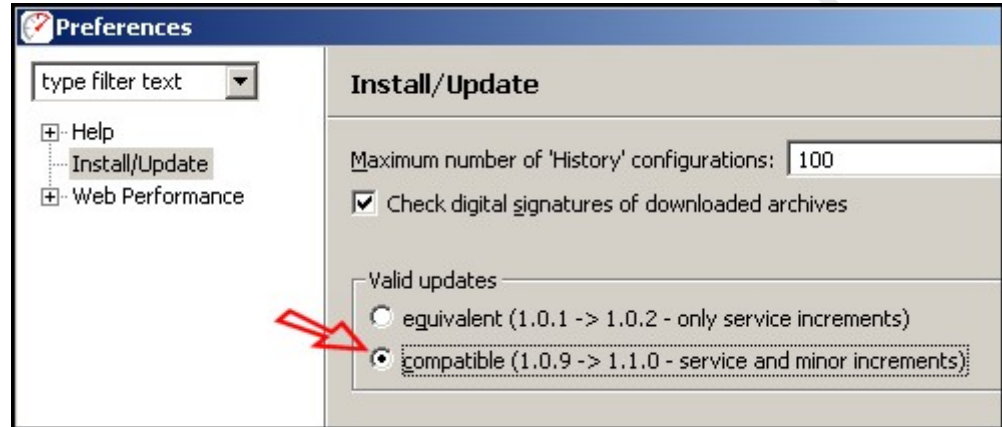 Preferences
type filter text
Help
Install/Update
Web Performance
Install/Update
Maximum number of 'History' configurations: 100
Check digital signatures of downloaded archives
Valid updates
equivalent (1.0.1 -> 1.0.2 - only service increments)
compatible (1.0.9 -> 1.1.0 - service and minor increments)